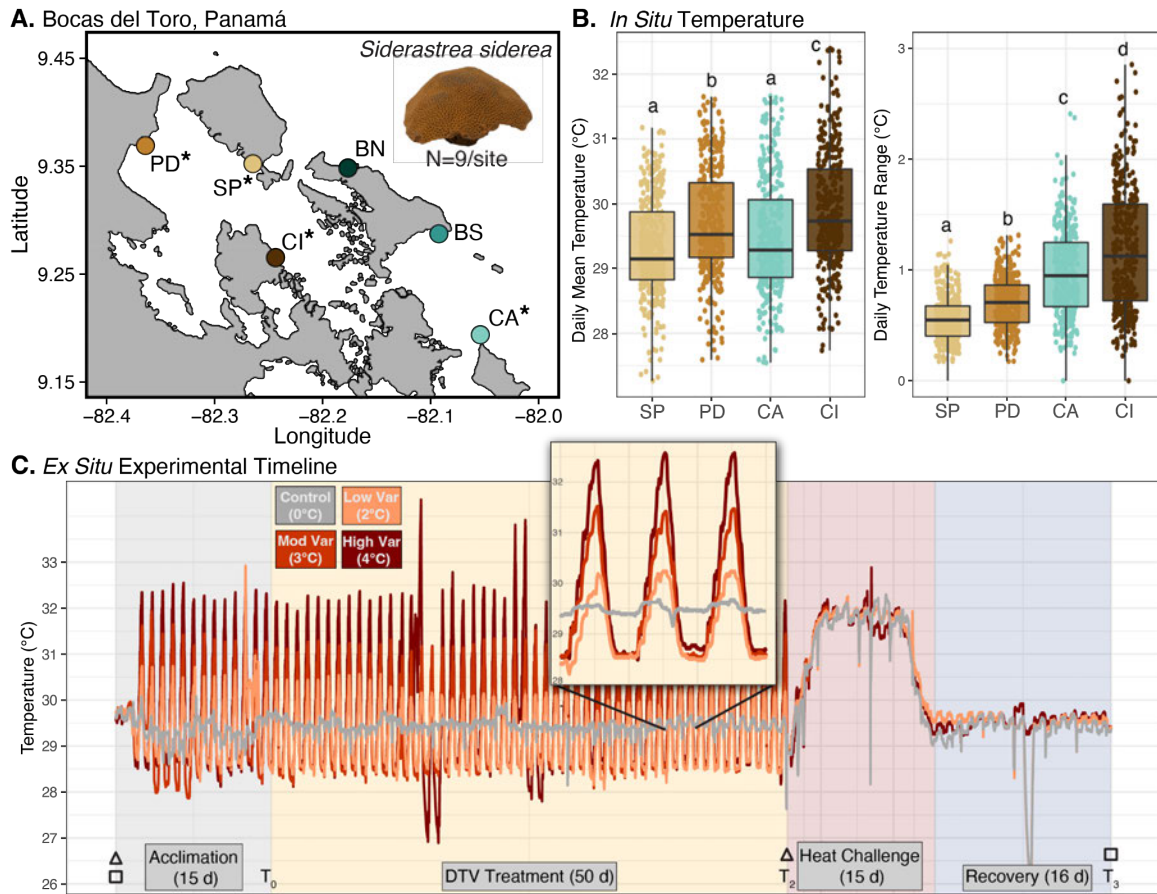 A. Bocas del Toro, Panamá
9.45
9.35
9.25
9.15
Latitude
−82.4
−82.3
−82.2
−82.1
−82.0
Longitude
Siderastrea siderea
N=9/site
PD*
SP*
BN
BS
CI*
CA*
B. In Situ Temperature
Daily Mean Temperature (°C)
32
31
30
29
28
a
b
a
c
SP
PD
CA
CI
Daily Temperature Range (°C)
3
2
1
0
a
b
c
d
SP
PD
CA
CI
C. Ex Situ Experimental Timeline
Temperature (°C)
33
32
31
30
29
28
27
26
Control
(0°C)
Low Var
(2°C)
Mod Var
(3°C)
High Var
(4°C)
32
31
30
29
28
Acclimation
(15 d)
T0
DTV Treatment (50 d)
T2
Heat Challenge
(15 d)
Recovery (16 d)
T3